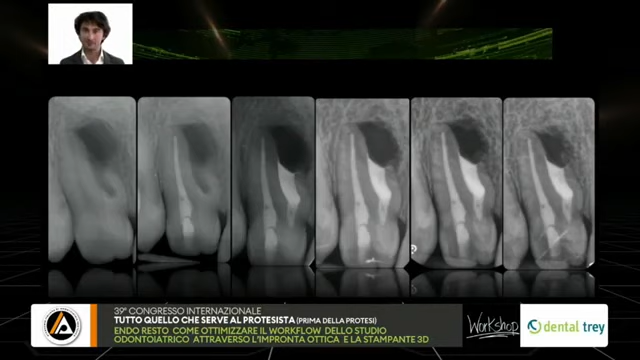 39° CONGRESSO INTERNAZIONALE
TUTTO QUELLO CHE SERVE AL PROTESISTA (PRIMA DELLA PROTESI)
ENDO RESTO COME OTTIMIZZARE IL WORKFLOW DELLO STUDIO
ODONTOIATRICO ATTRAVERSO L'IMPRONTA OTTICA E LA STAMPANTE 3D
Workshop
dental trey